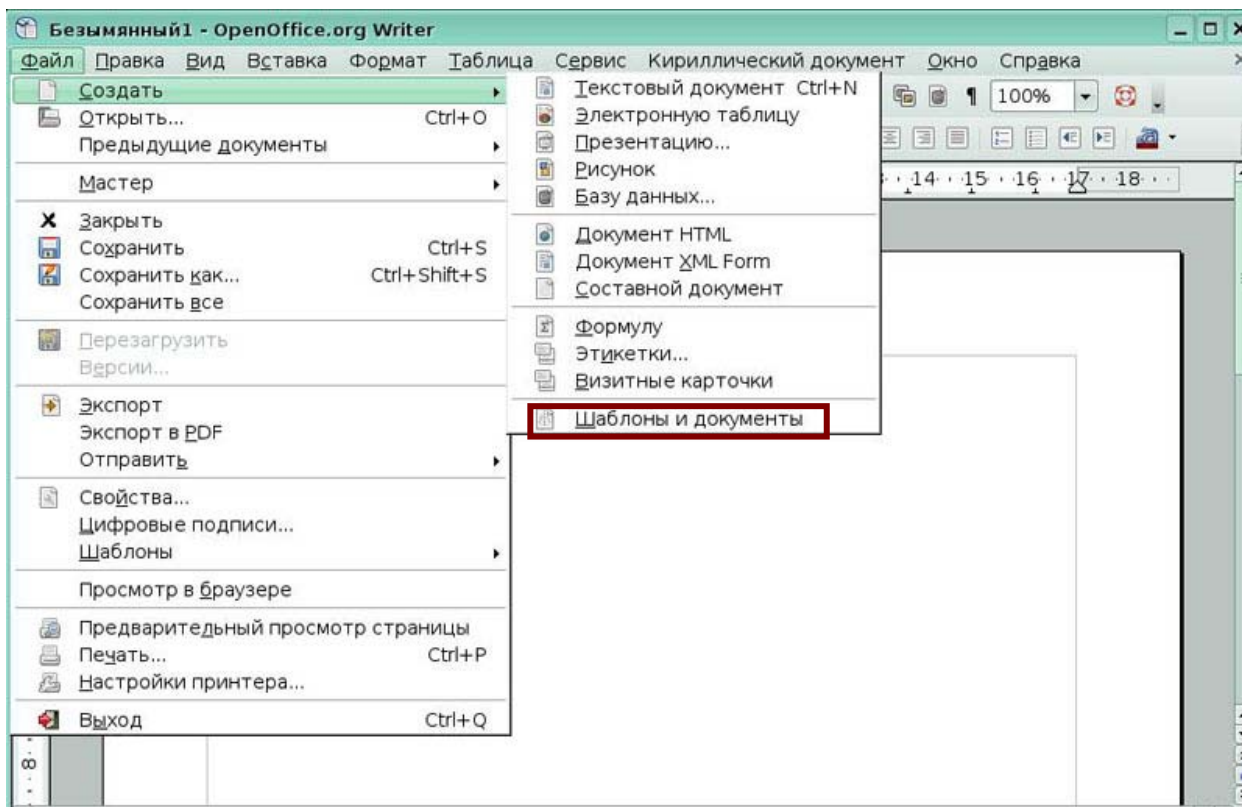 Безымянный1 - OpenOffice.org Writer
Файл Правка Вид Вставка Формат Таблица Сервис Кириллический документ Окно Справка
Создать
Открыть... Ctrl+O
Предыдущие документы
Мастер
Закрыть
Сохранить Ctrl+S
Сохранить как... Ctrl+Shift+S
Сохранить все
Перезагрузить
Версии...
Экспорт
Экспорт в PDF
Отправить
Свойства...
Цифровые подписи...
Шаблоны
Просмотр в браузере
Предварительный просмотр страницы
Печать... Ctrl+P
Настройки принтера...
Выход Ctrl+Q
Текстовый документ Ctrl+N
Электронную таблицу
Презентацию...
Рисунок
Базу данных...
Документ HTML
Документ XML Form
Составной документ
Формулу
Этикетки...
Визитные карточки
Шаблоны и документы
100%
14 15 16 17 18
8